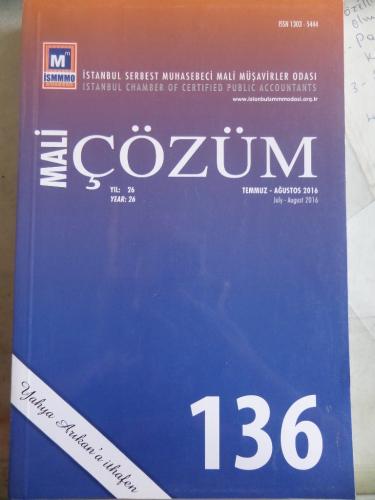 ISSN 1303 - 5444
M
İSMMMO
İSTANBUL SERBEST MUHASEBECİ MALİ MÜŞAVİRLER ODASI
ISTANBUL CHAMBER OF CERTIFIED PUBLIC ACCOUNTANTS
www.istanbulsmmmodasi.org.tr
MALİ
ÇÖZÜM
YIL: 26
YEAR: 26
TEMMUZ - AĞUSTOS 2016
July - August 2016
Yahya Arıkan'a ithafen
136